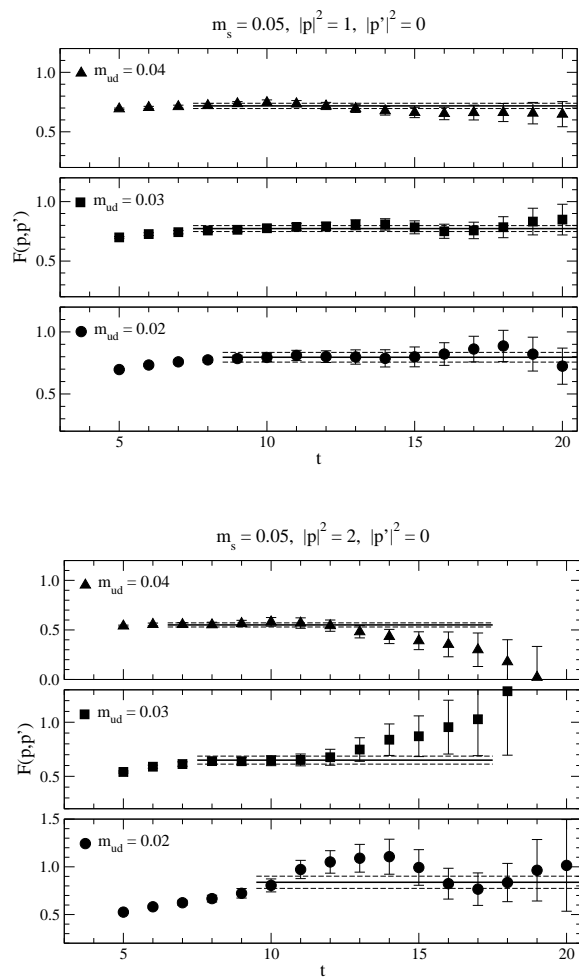 m_s = 0.05, |p|^2 = 1, |p'|^2 = 0
1.0
m_ud = 0.04
0.5
1.0
m_ud = 0.03
F(p,p')
0.5
1.0
m_ud = 0.02
0.5
5 10 15 20
t
m_s = 0.05, |p|^2 = 2, |p'|^2 = 0
1.0
m_ud = 0.04
0.5
0.0
1.0
m_ud = 0.03
F(p,p')
0.5
1.5
m_ud = 0.02
1.0
0.5
5 10 15 20
t